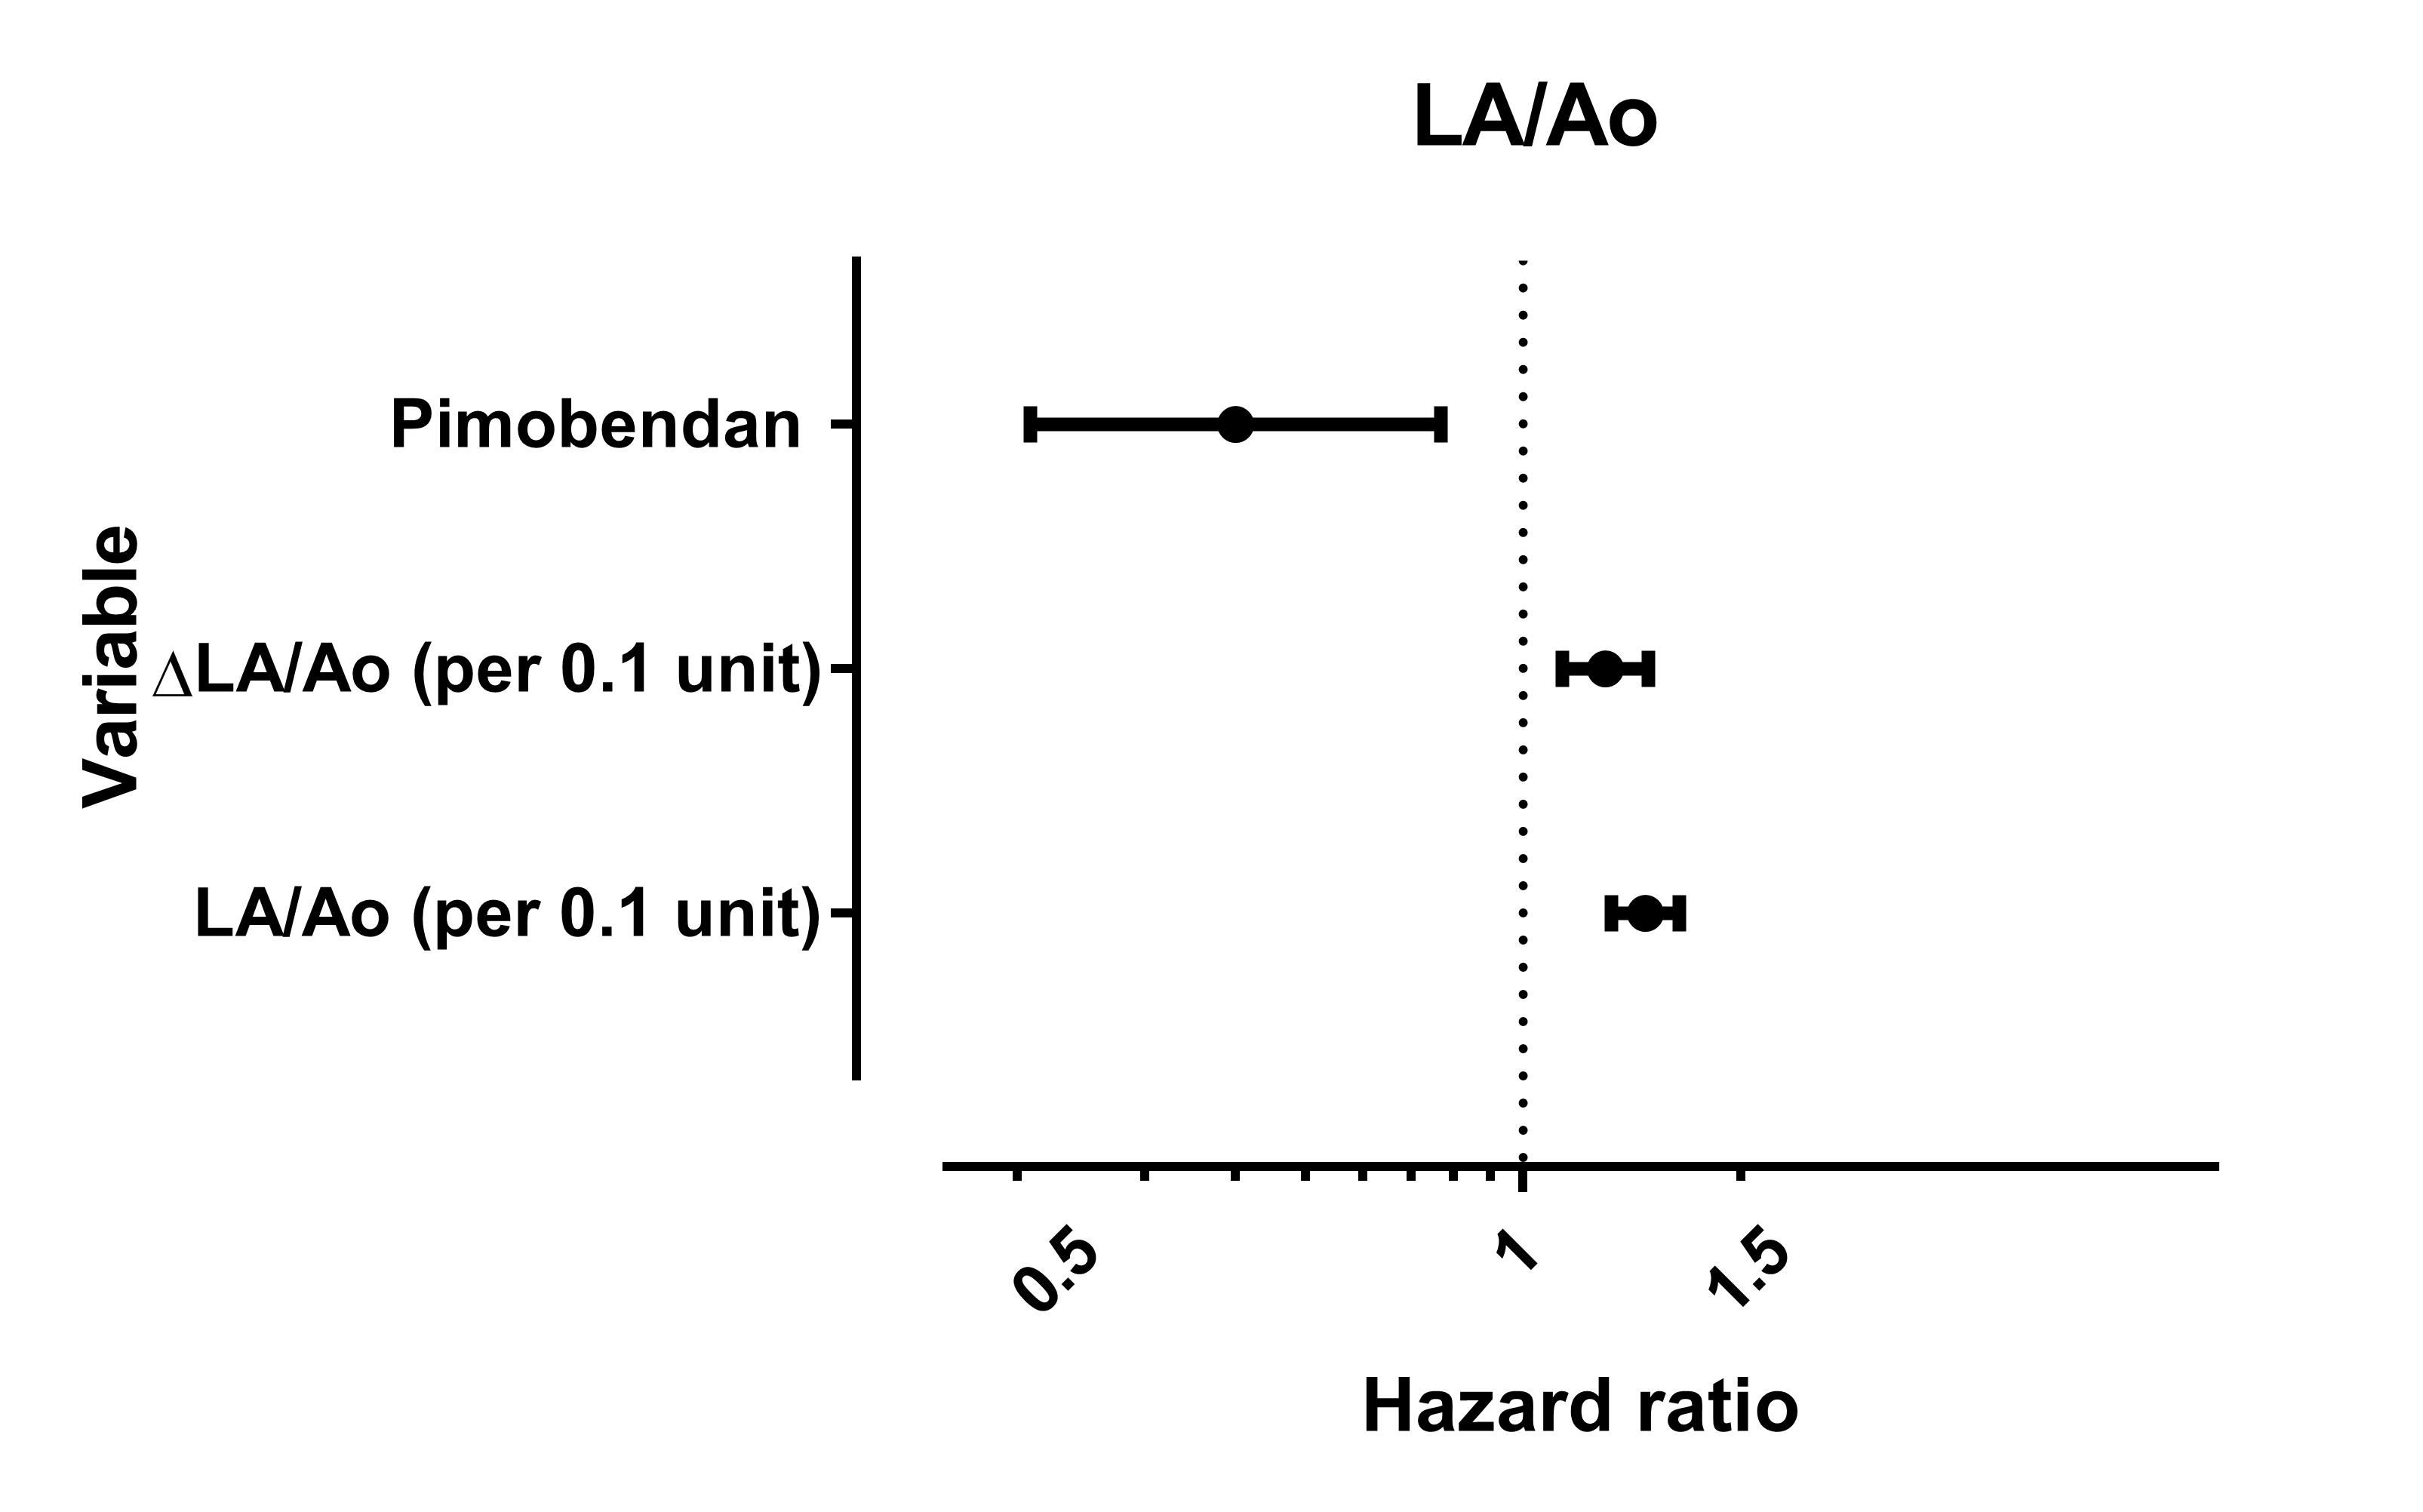 LA/Ao
Variable
Pimobendan
△LA/Ao (per 0.1 unit)
LA/Ao (per 0.1 unit)
0.5
1
1.5
Hazard ratio